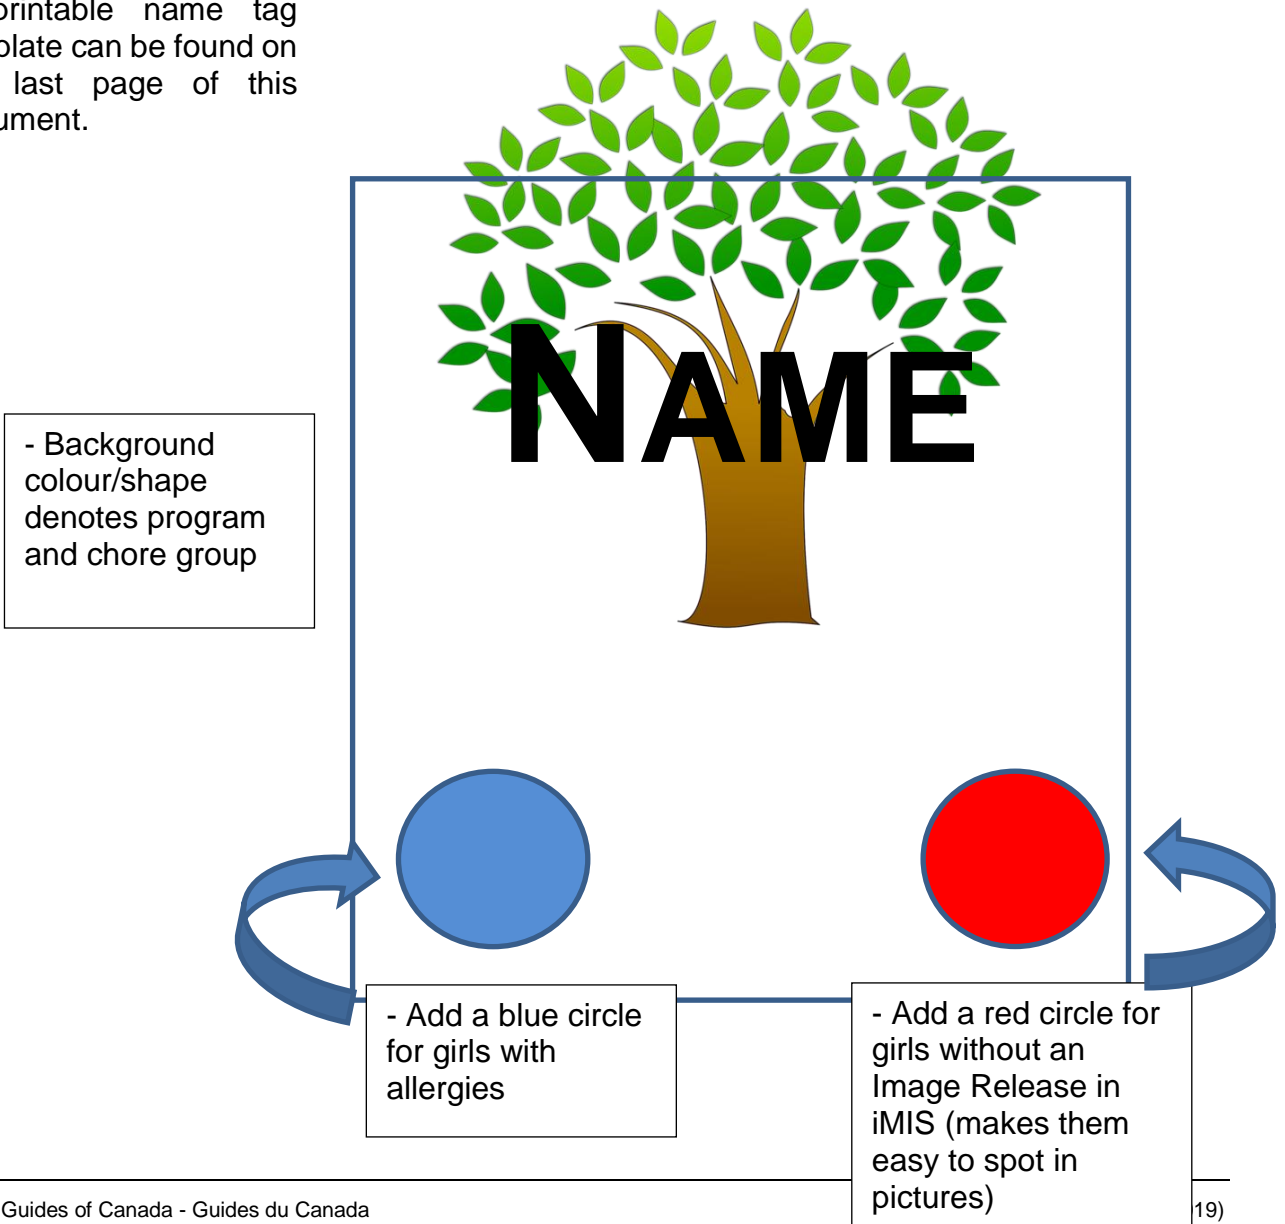 printable name tag
can be found on
last page of this
NAME
- Background
colour/shape
denotes program
and chore group
- Add a blue circle
for girls with
allergies
- Add a red circle for
girls without an
Image Release in
iMIS (makes them
easy to spot in
pictures)
Guides of Canada - Guides du Canada
19)